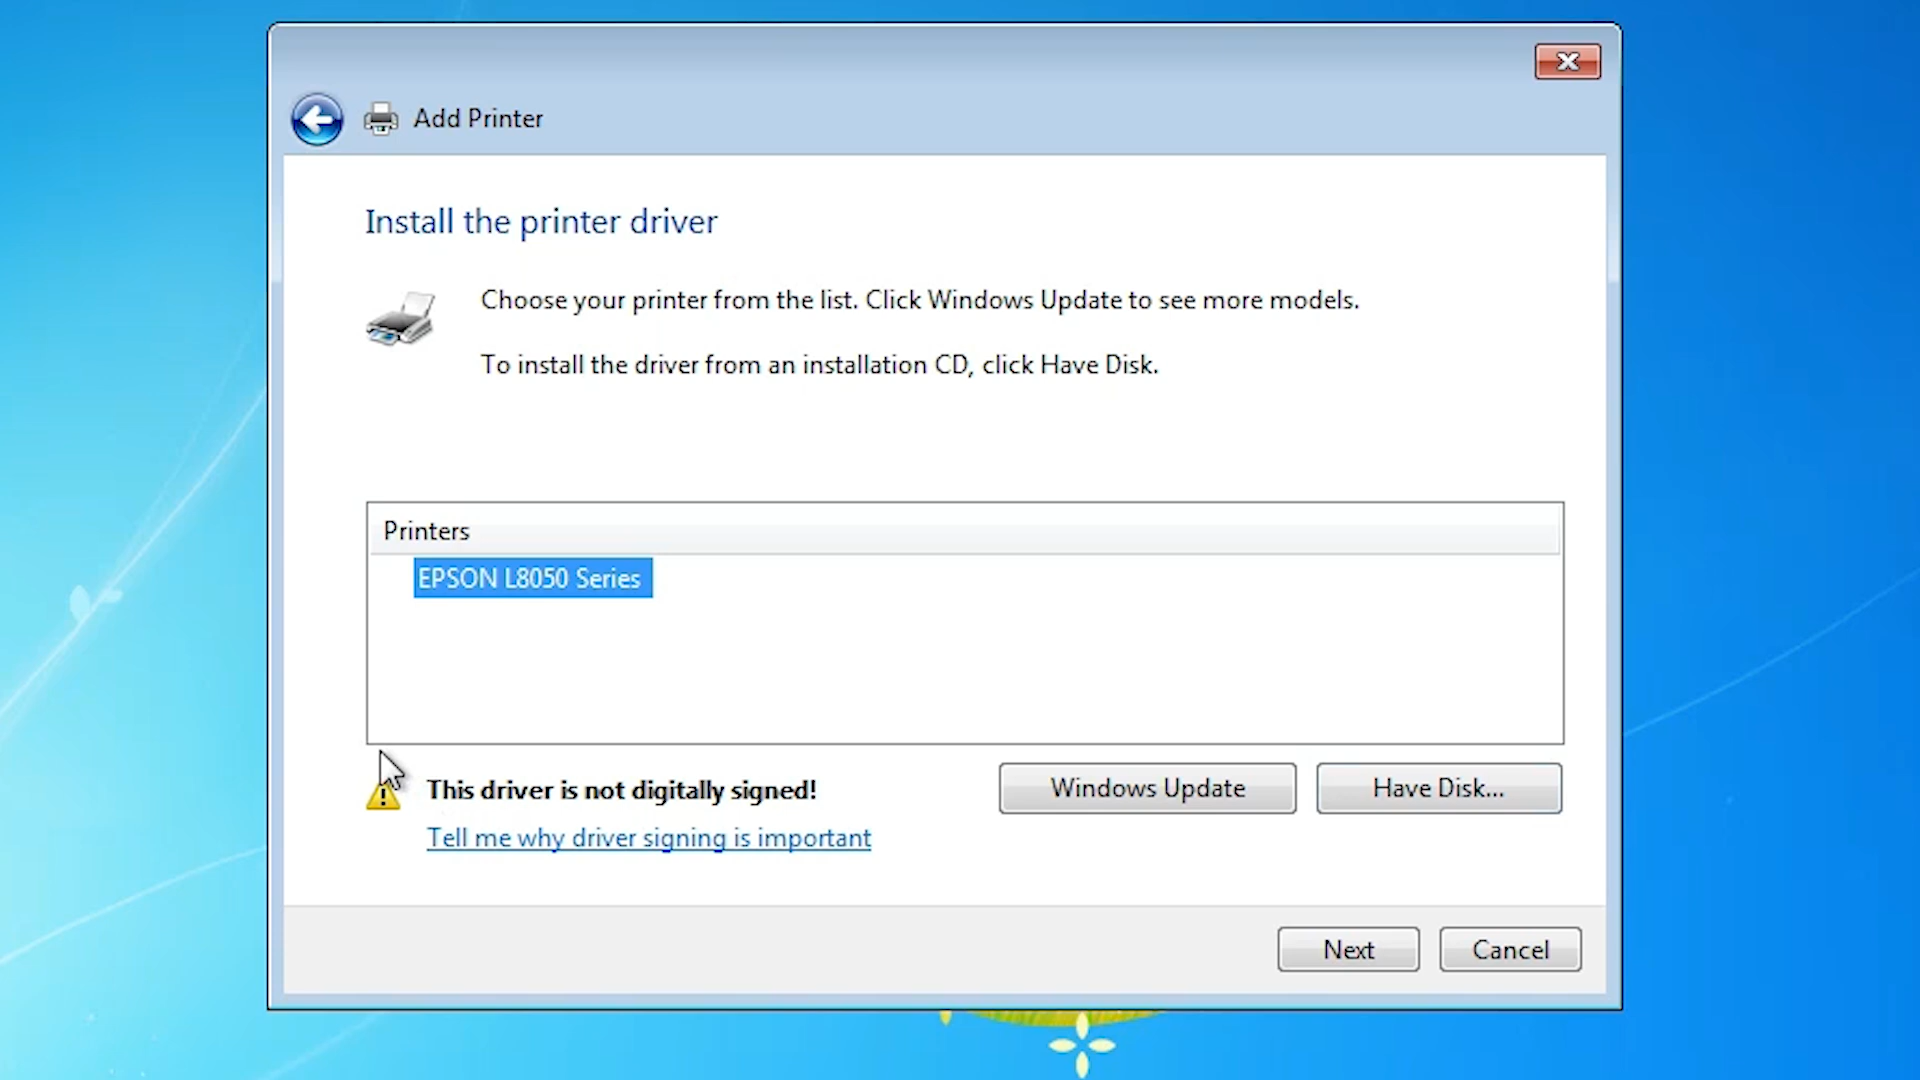 Add Printer
Install the printer driver
Choose your printer from the list. Click Windows Update to see more models.
To install the driver from an installation CD, click Have Disk.
Printers
EPSON L8050 Series
This driver is not digitally signed!
Windows Update
Have Disk...
Tell me why driver signing is important
Next
Cancel